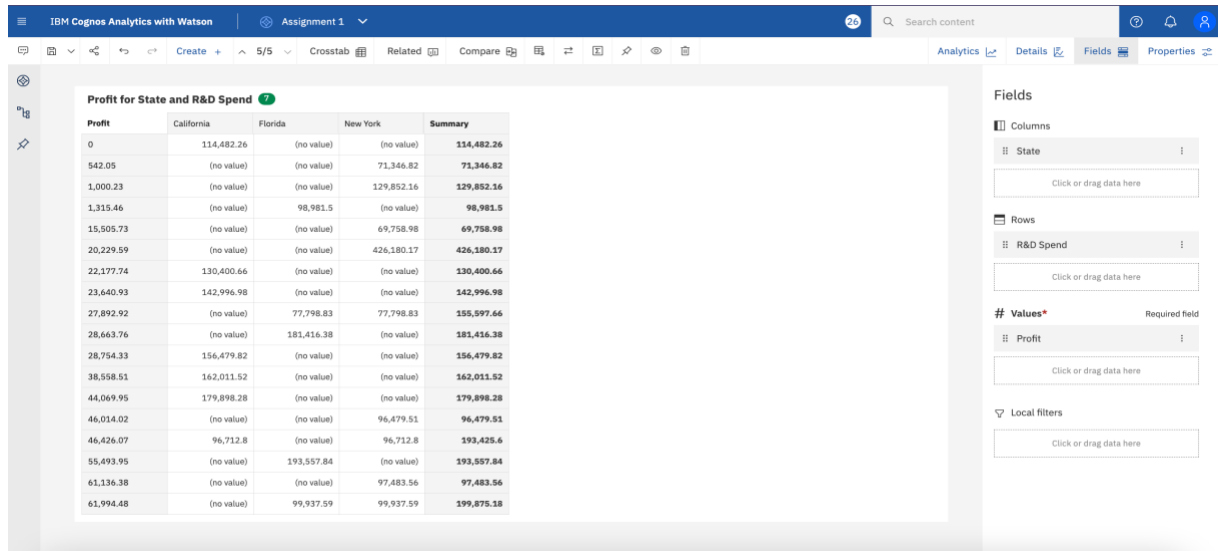 IBM Cognos Analytics with Watson Assignment 1 26 Search content
Create + 5/5 Crosstab Related Compare Analytics Details Fields Properties
Profit for State and R&D Spend 7
Profit California Florida New York Summary
0 114,482.26 (no value) (no value) 114,482.26
542.05 (no value) (no value) 71,346.82 71,346.82
1,000.23 (no value) (no value) 129,852.16 129,852.16
1,315.46 (no value) 98,981.5 (no value) 98,981.5
15,505.73 (no value) (no value) 69,758.98 69,758.98
20,229.59 (no value) (no value) 426,180.17 426,180.17
22,177.74 130,400.66 (no value) (no value) 130,400.66
23,640.93 142,996.98 (no value) (no value) 142,996.98
27,892.92 (no value) 77,798.83 77,798.83 155,597.66
28,663.76 (no value) 181,416.38 (no value) 181,416.38
28,754.33 156,479.82 (no value) (no value) 156,479.82
38,558.51 162,011.52 (no value) (no value) 162,011.52
44,069.95 179,898.28 (no value) (no value) 179,898.28
46,014.02 (no value) (no value) 96,479.51 96,479.51
46,426.07 96,712.8 (no value) 96,712.8 193,425.6
55,493.95 (no value) 193,557.84 (no value) 193,557.84
61,136.38 (no value) (no value) 97,483.56 97,483.56
61,994.48 (no value) 99,937.59 99,937.59 199,875.18
Fields
Columns
State
Click or drag data here
Rows
R&D Spend
Click or drag data here
# Values* Required field
Profit
Click or drag data here
Local filters
Click or drag data here